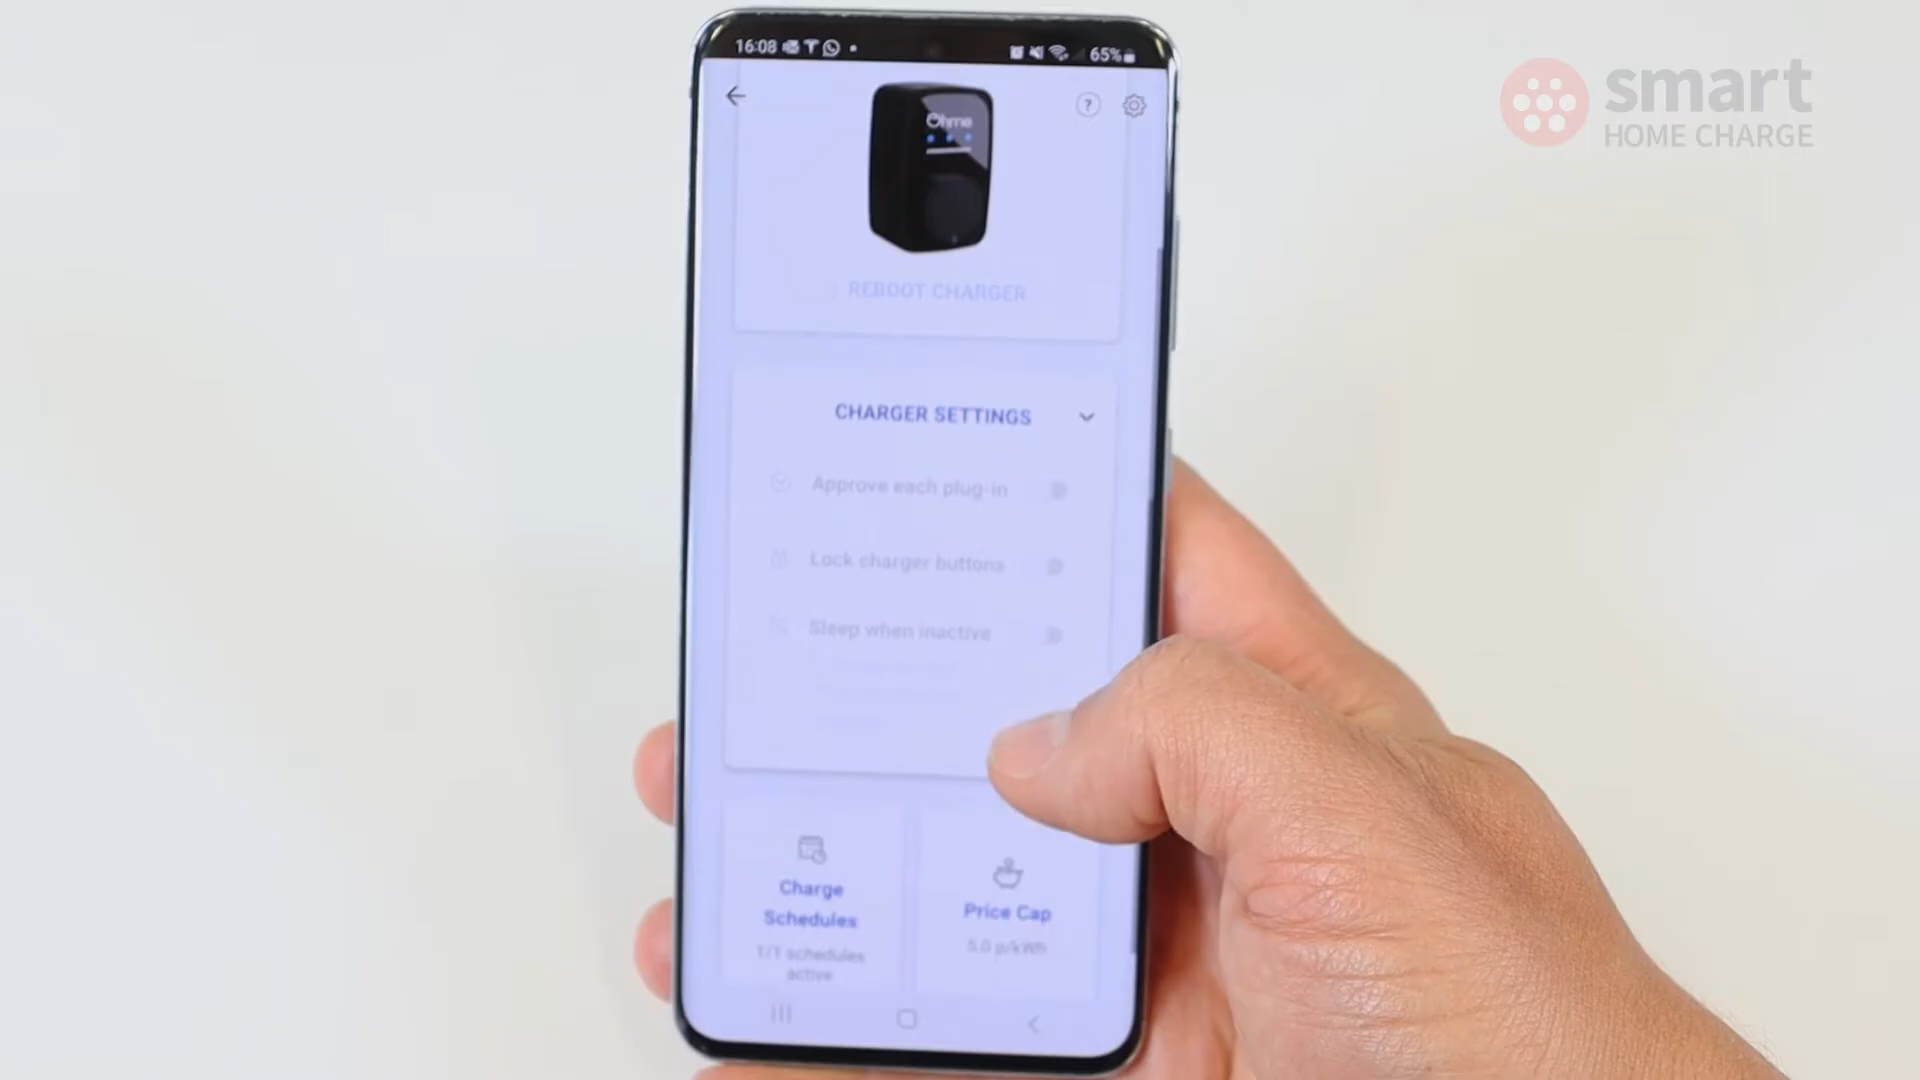 16:08
65%
smart
HOME CHARGE
Ohme
?
REBOOT CHARGER
CHARGER SETTINGS
Approve each plug-in
Lock charger buttons
Sleep when inactive
Charge
Schedules
1/1 schedules
active
Price Cap
5.0 p/kWh